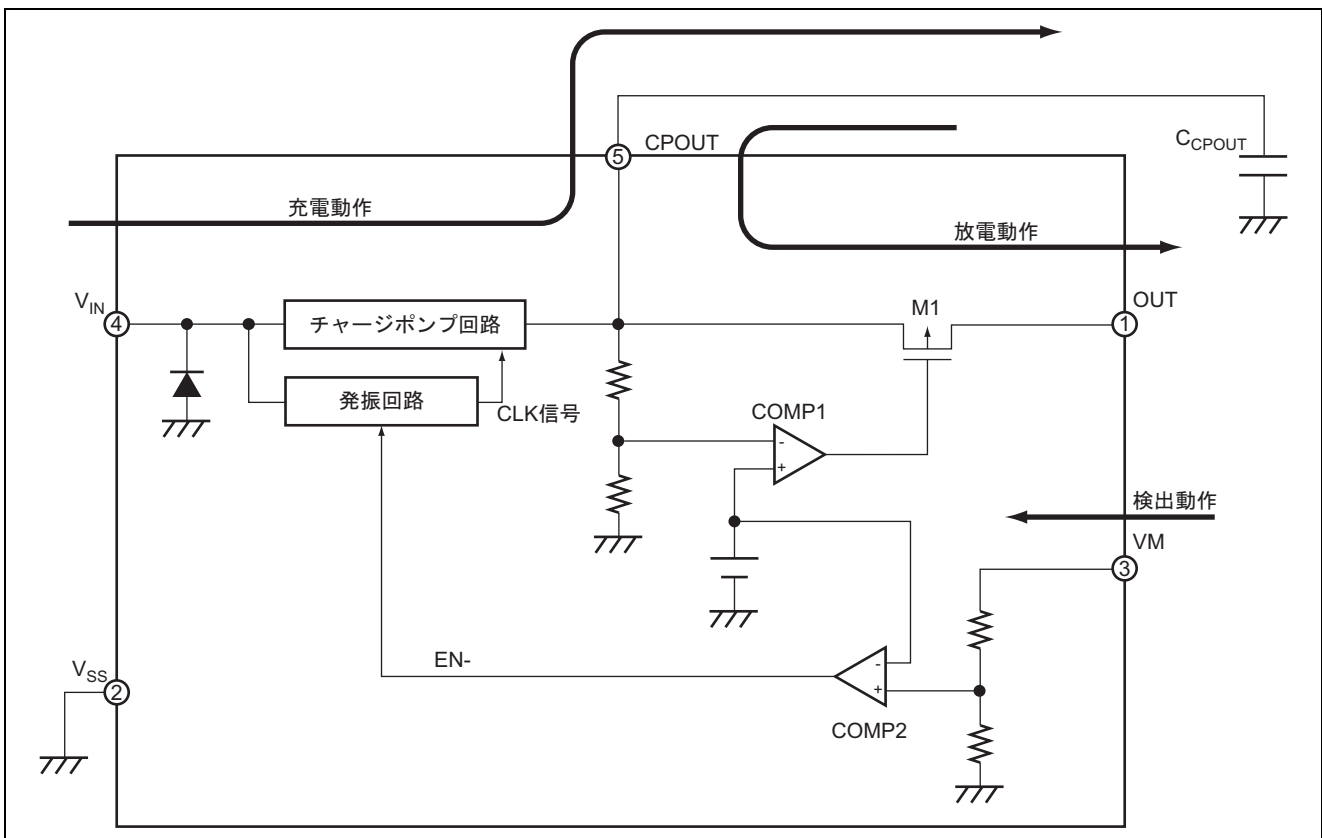 CPOUT
⑤
C_CPOUT
充電動作
放電動作
V_IN
④
チャージポンプ回路
M1
OUT
①
発振回路
CLK信号
COMP1
-
+
検出動作
VM
③
EN-
V_SS
②
-
+
COMP2